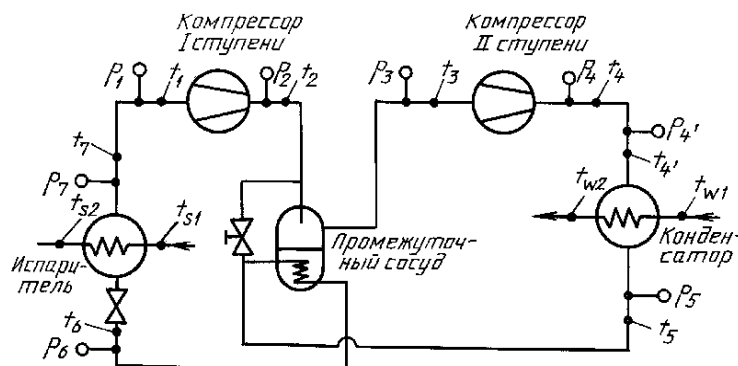 Компрессор
I ступени
Компрессор
II ступени
P1
t1
P2
t2
P3
t3
P4
t4
t7
P7
P4'
t4'
ts2
ts1
tw2
tw1
Испари-
тель
Промежуточ-
ный сосуд
Конден-
сатор
P5
t5
t6
P6